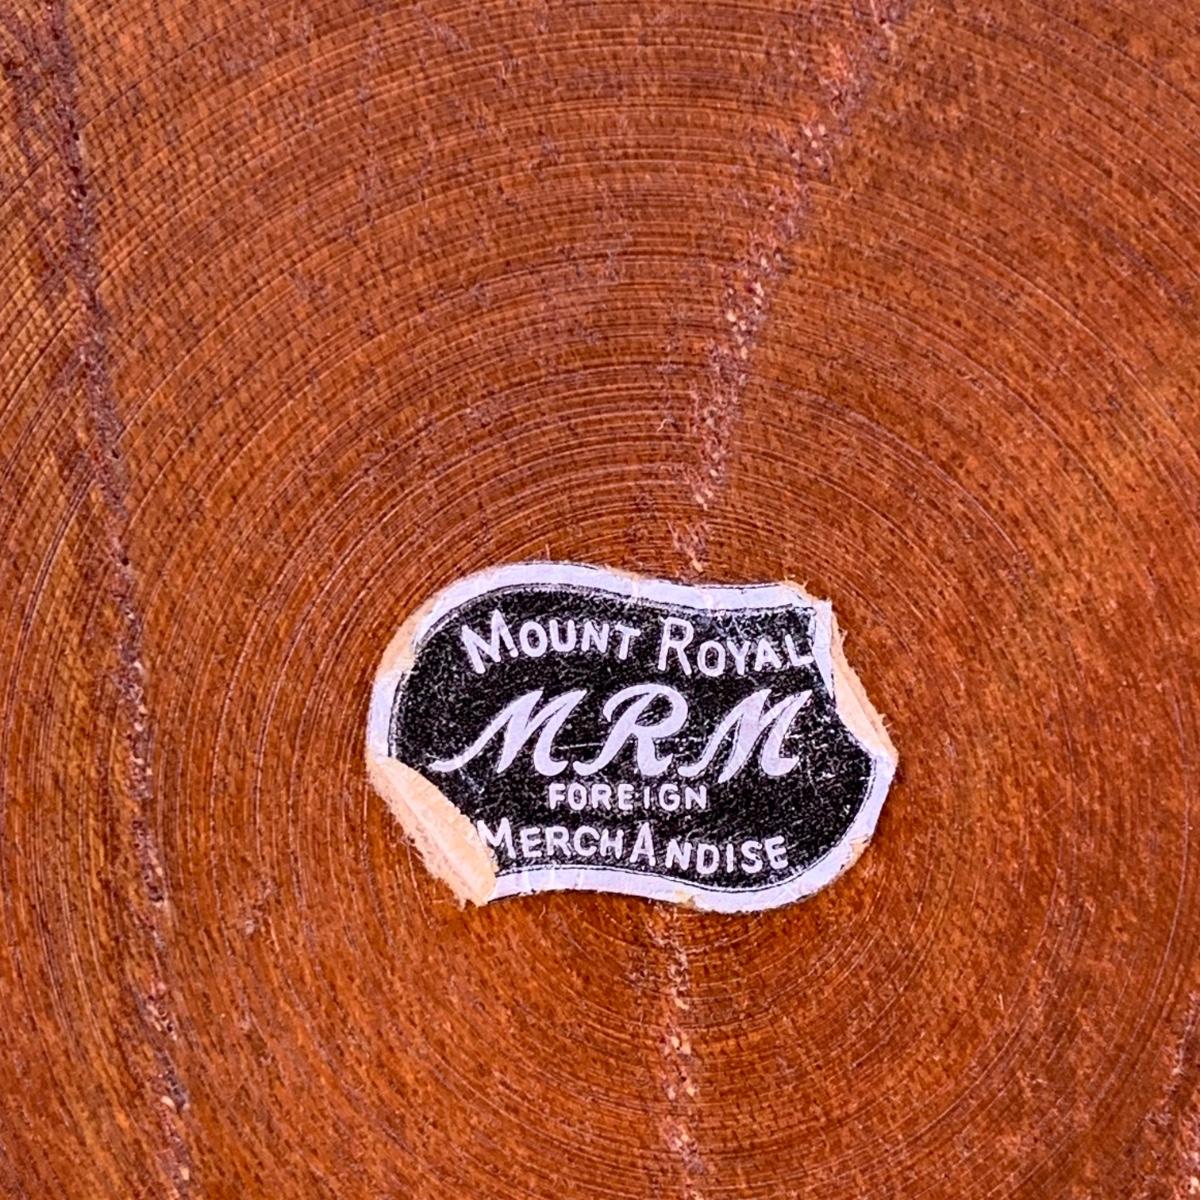 MOUNT ROYAL
MRM
FOREIGN
MERCHANDISE